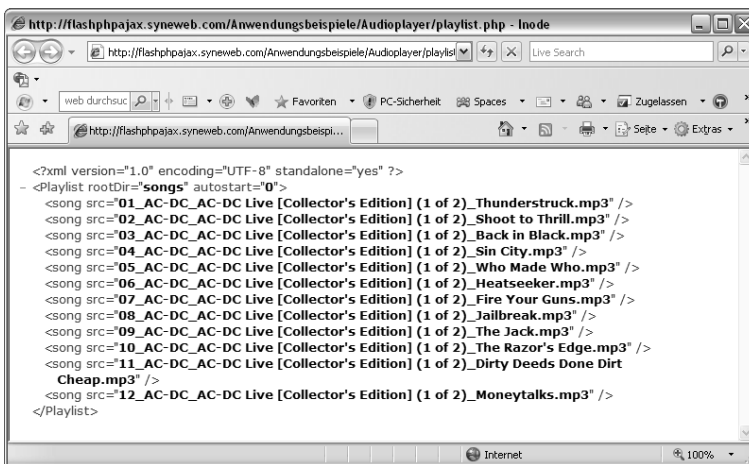 http://flashphpajax.syneweb.com/Anwendungsbeispiele/Audioplayer/playlist.php - Inode
http://flashphpajax.syneweb.com/Anwendungsbeispiele/Audioplayer/playlist Live Search
web durchsuc Favoriten PC-Sicherheit Spaces Zugelassen
http://flashphpajax.syneweb.com/Anwendungsbeispi... Seite Extras
<?xml version="1.0" encoding="UTF-8" standalone="yes" ?>
- <Playlist rootDir="songs" autostart="0">
<song src="01_AC-DC_AC-DC Live [Collector's Edition] (1 of 2)_Thunderstruck.mp3" />
<song src="02_AC-DC_AC-DC Live [Collector's Edition] (1 of 2)_Shoot to Thrill.mp3" />
<song src="03_AC-DC_AC-DC Live [Collector's Edition] (1 of 2)_Back in Black.mp3" />
<song src="04_AC-DC_AC-DC Live [Collector's Edition] (1 of 2)_Sin City.mp3" />
<song src="05_AC-DC_AC-DC Live [Collector's Edition] (1 of 2)_Who Made Who.mp3" />
<song src="06_AC-DC_AC-DC Live [Collector's Edition] (1 of 2)_Heatseeker.mp3" />
<song src="07_AC-DC_AC-DC Live [Collector's Edition] (1 of 2)_Fire Your Guns.mp3" />
<song src="08_AC-DC_AC-DC Live [Collector's Edition] (1 of 2)_Jailbreak.mp3" />
<song src="09_AC-DC_AC-DC Live [Collector's Edition] (1 of 2)_The Jack.mp3" />
<song src="10_AC-DC_AC-DC Live [Collector's Edition] (1 of 2)_The Razor's Edge.mp3" />
<song src="11_AC-DC_AC-DC Live [Collector's Edition] (1 of 2)_Dirty Deeds Done Dirt
Cheap.mp3" />
<song src="12_AC-DC_AC-DC Live [Collector's Edition] (1 of 2)_Moneytalks.mp3" />
</Playlist>
Internet 100%